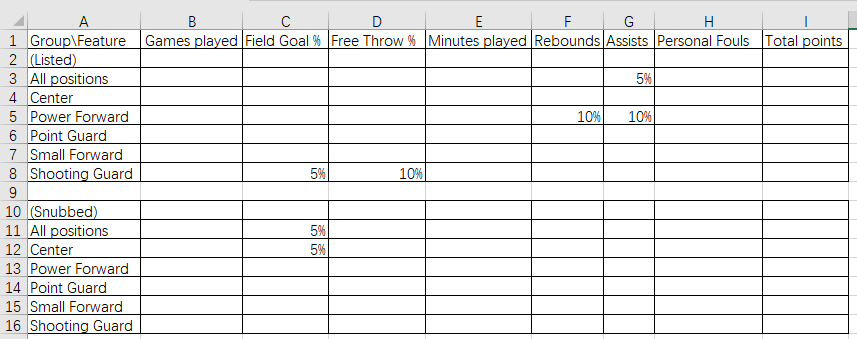 A B C D E F G H I
1 Group\Feature Games played Field Goal % Free Throw % Minutes played Rebounds Assists Personal Fouls Total points
2 (Listed)
3 All positions 5%
4 Center
5 Power Forward 10% 10%
6 Point Guard
7 Small Forward
8 Shooting Guard 5% 10%
9
10 (Snubbed)
11 All positions 5%
12 Center 5%
13 Power Forward
14 Point Guard
15 Small Forward
16 Shooting Guard